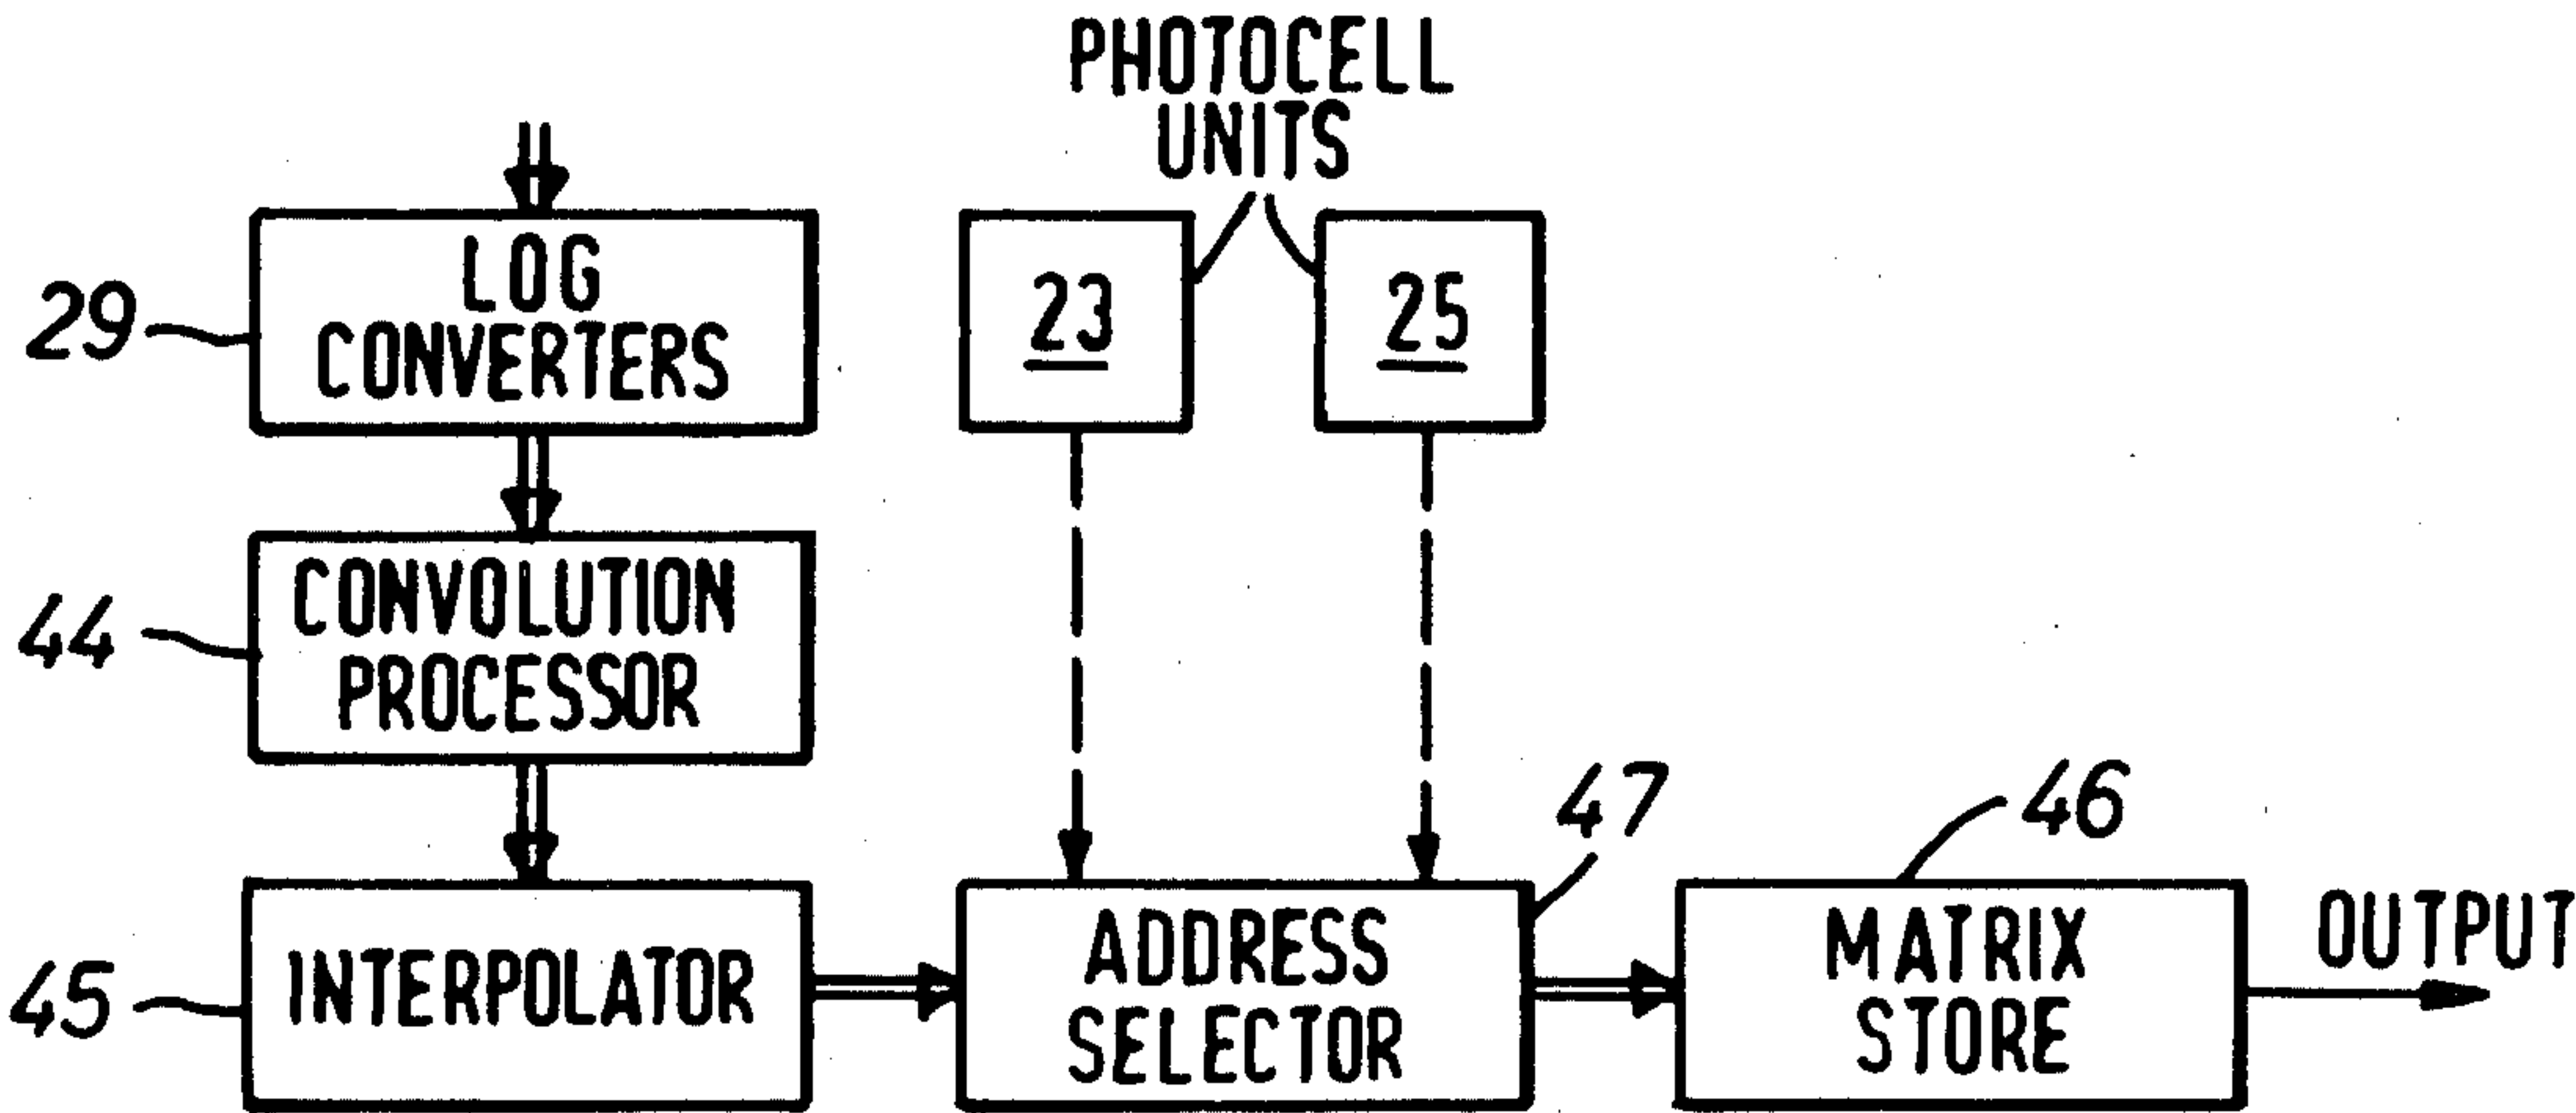 PHOTOCELL
UNITS
29
LOG
CONVERTERS
23
25
44
CONVOLUTION
PROCESSOR
47
46
45
INTERPOLATOR
ADDRESS
SELECTOR
MATRIX
STORE
OUTPUT